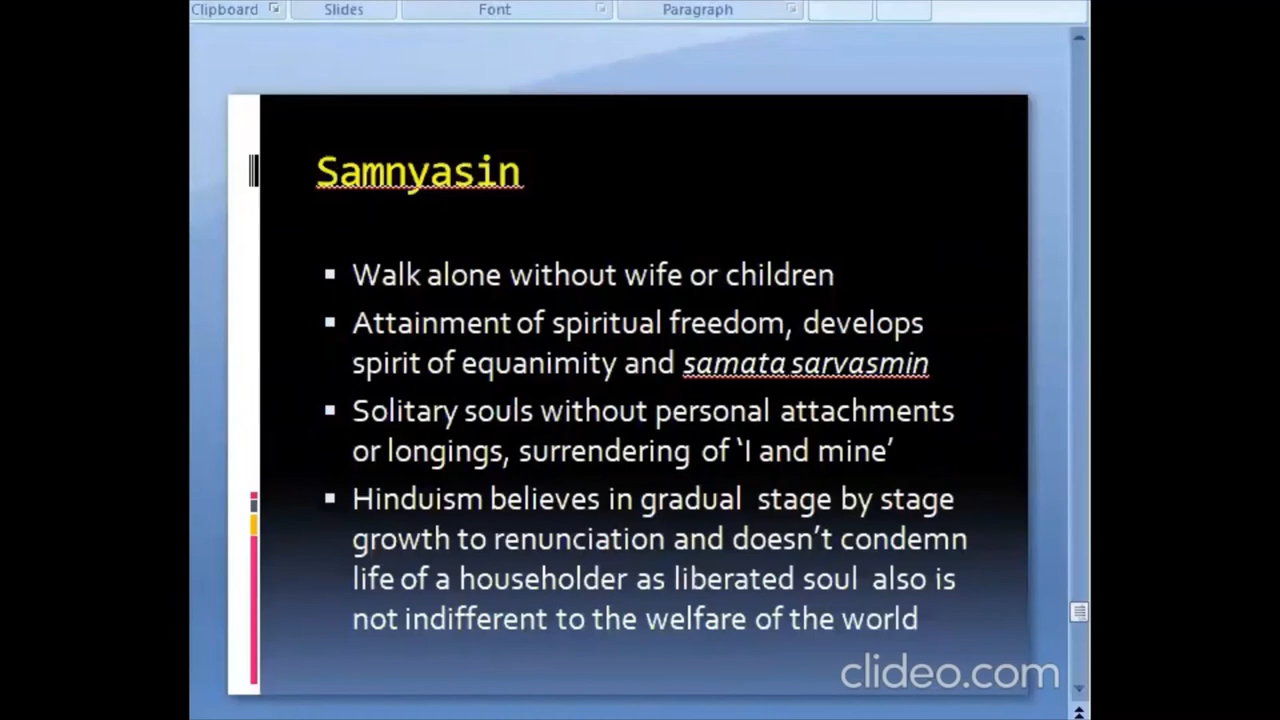 Clipboard
Slides
Font
Paragraph
Samnyasin
▪ Walk alone without wife or children
▪ Attainment of spiritual freedom, develops
spirit of equanimity and samata sarvasmin
▪ Solitary souls without personal attachments
or longings, surrendering of ‘I and mine’
▪ Hinduism believes in gradual stage by stage
growth to renunciation and doesn’t condemn
life of a householder as liberated soul also is
not indifferent to the welfare of the world
clideo.com